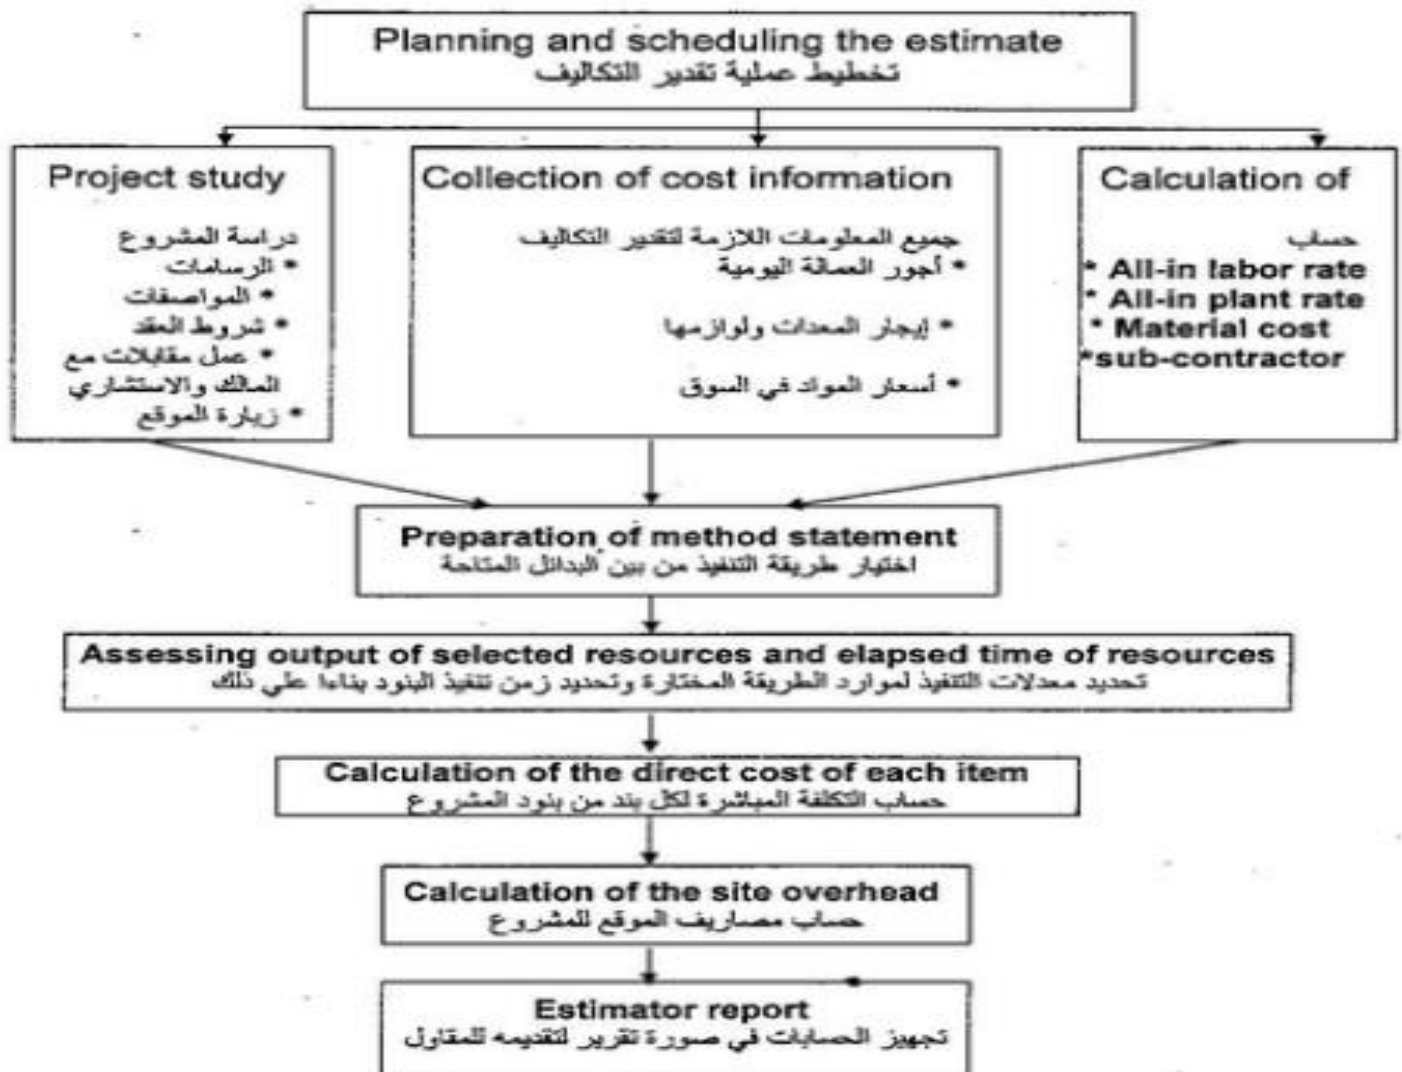 Planning and scheduling the estimate
تخطيط عملية تقدير التكاليف
Project study
دراسة المشروع
* الرسامات
* المواصفات
* شروط العقد
* عمل مقابلات مع
المالك والاستشاري
* زيارة الموقع
Collection of cost information
جميع المعلومات اللازمة لتقدير التكاليف
* أجور العمالة اليومية
* إيجار المعدات ولوازمها
* أسعار المواد في السوق
Calculation of
حساب
* All-in labor rate
* All-in plant rate
* Material cost
*sub-contractor
Preparation of method statement
اختيار طريقة التنفيذ من بين البدائل المتاحة
Assessing output of selected resources and elapsed time of resources
تحديد معدلات التنفيذ لموارد الطريقة المختارة وتحديد زمن تنفيذ البنود بناءا علي ذلك
Calculation of the direct cost of each item
حساب التكلفة المباشرة لكل بند من بنود المشروع
Calculation of the site overhead
حساب مصاريف الموقع للمشروع
Estimator report
تجهيز الحسابات في صورة تقرير لتقديمه للمقاول